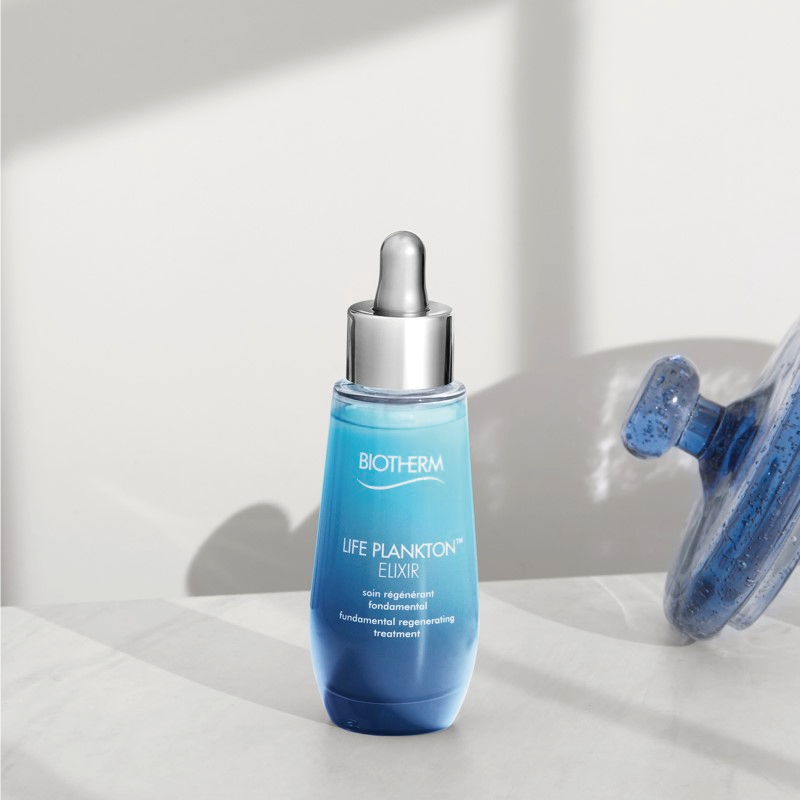 BIOTHERM
LIFE PLANKTON™
ELIXIR
soin régénérant
fondamental
fundamental regenerating
treatment